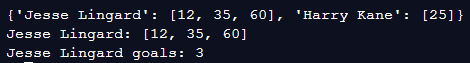 {'Jesse Lingard': [12, 35, 60], 'Harry Kane': [25]}
Jesse Lingard: [12, 35, 60]
Jesse Lingard goals: 3